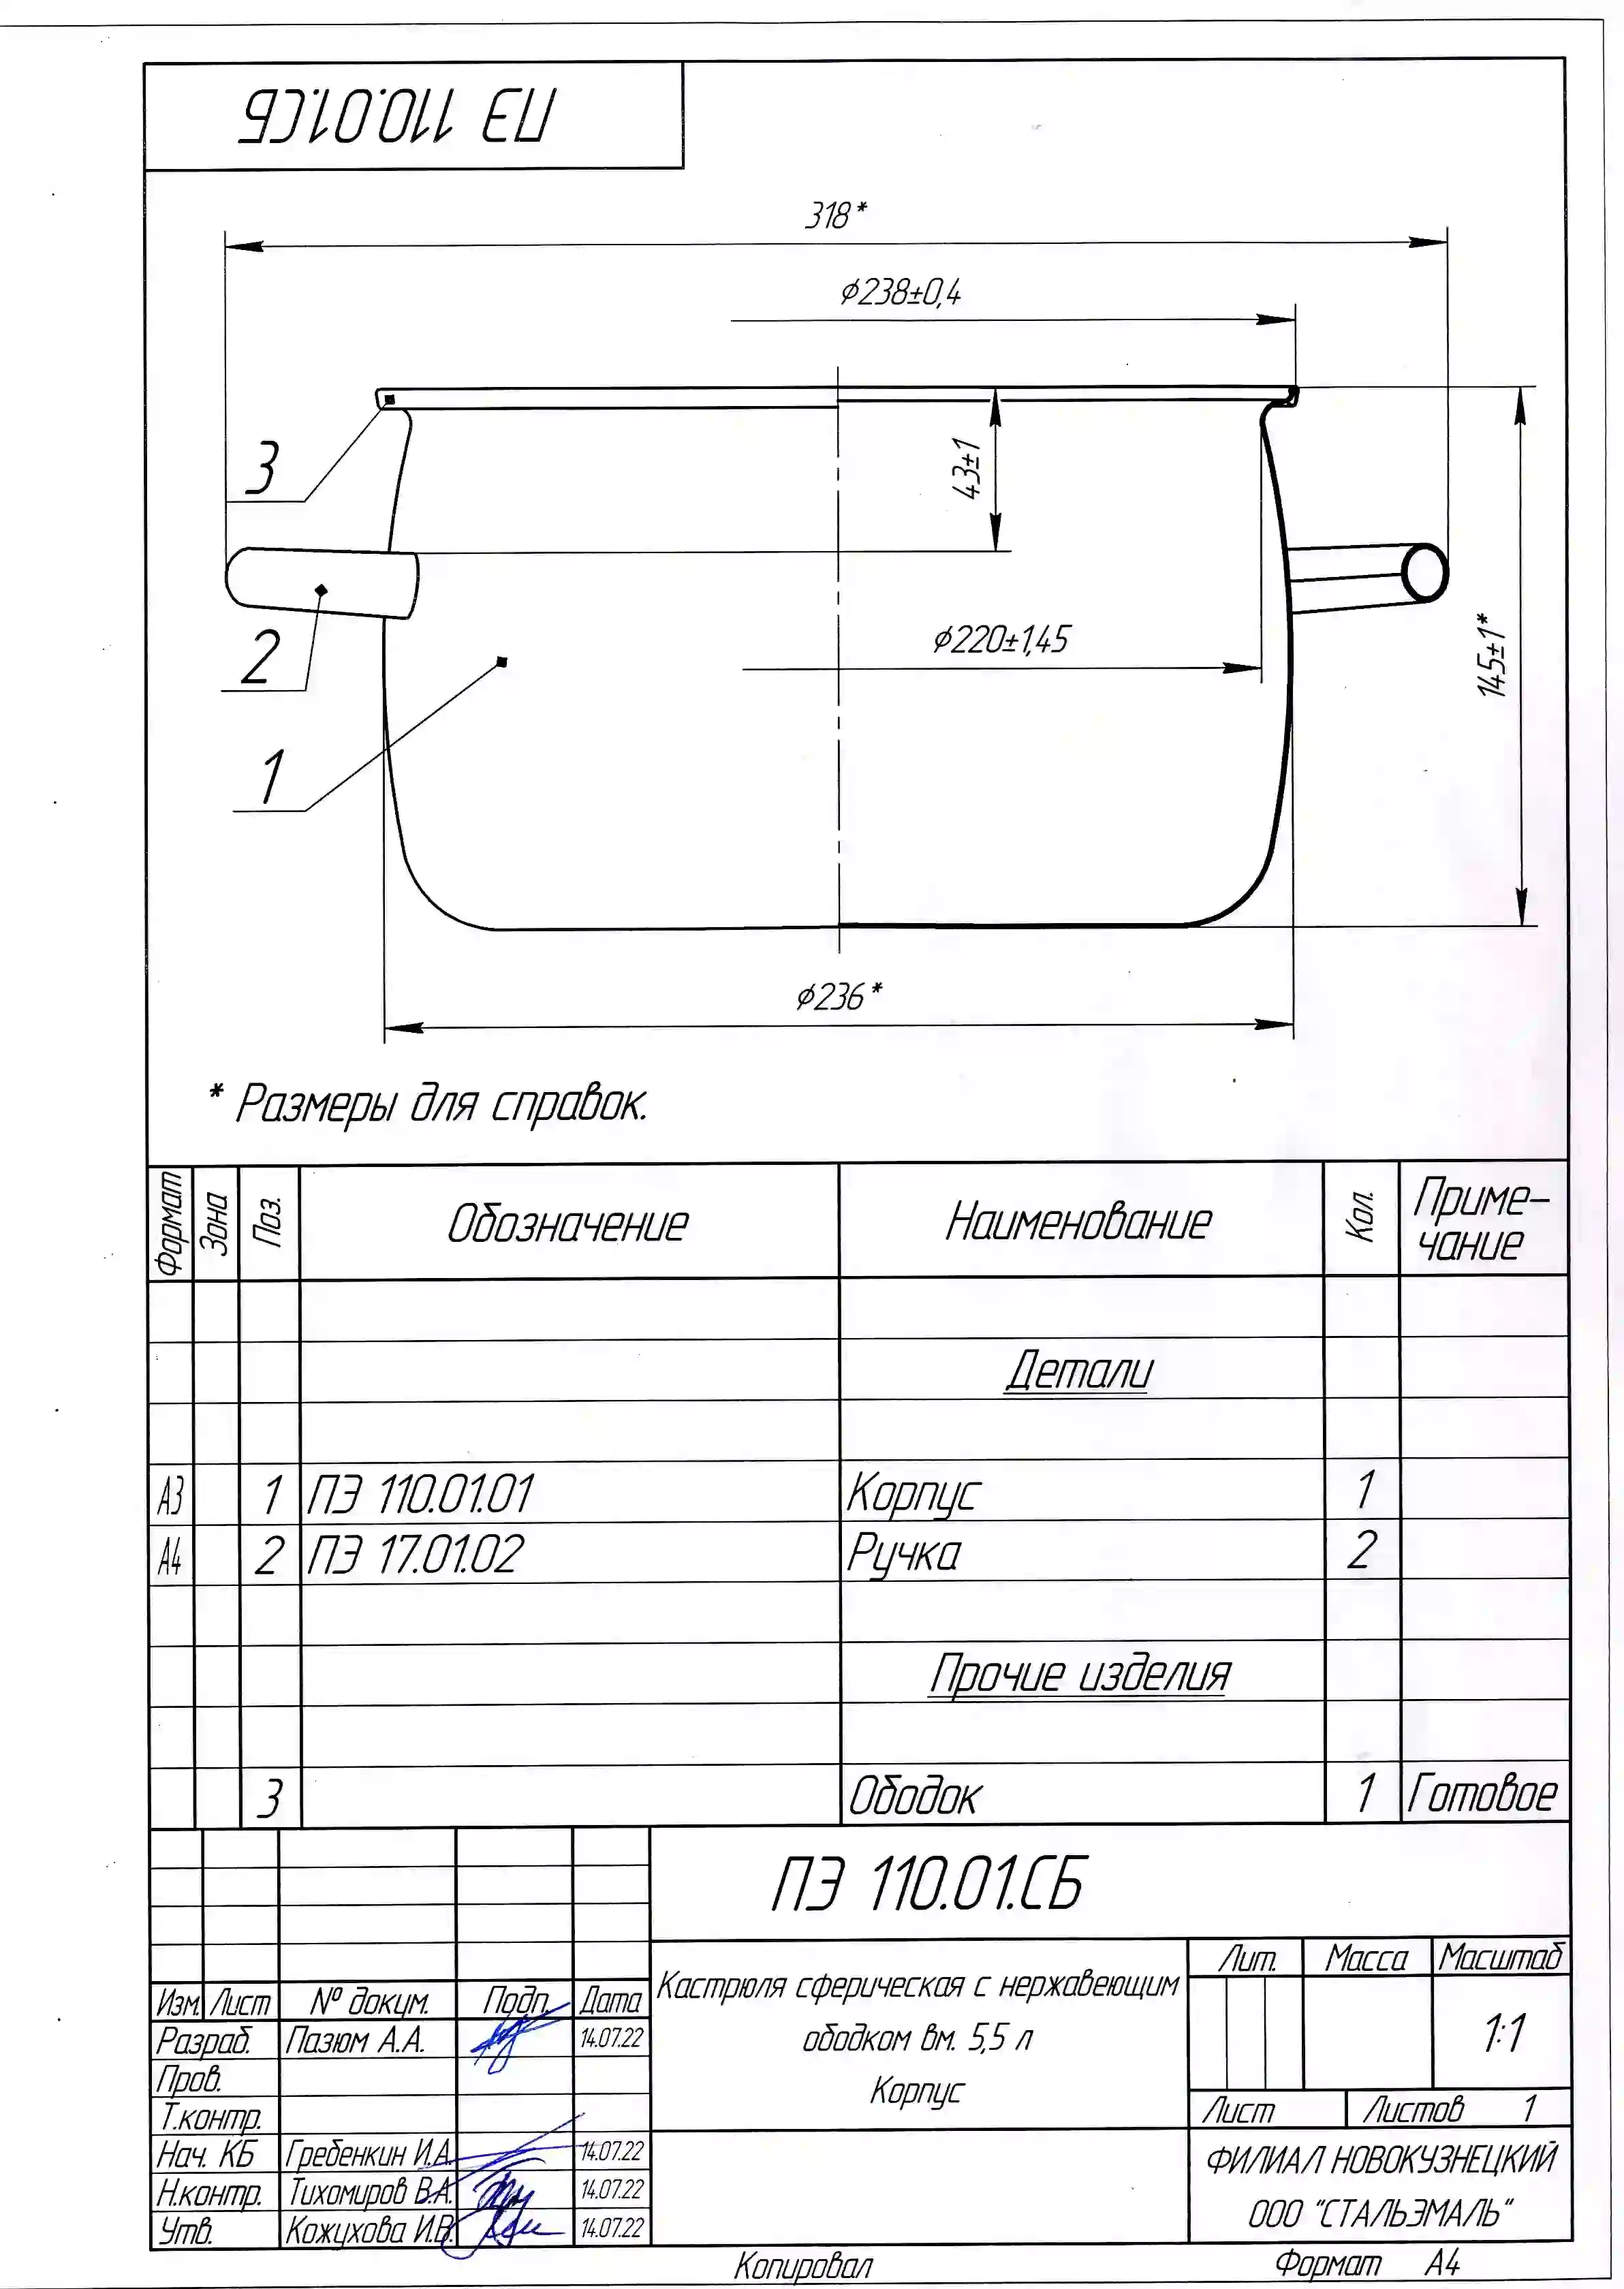 ПЭ 110.01.СБ
318*
⌀238±0,4
43±1
3
⌀220±1,45
2
145±1*
1
⌀236*
* Размеры для справок.
Формат Зона Поз. Обозначение Наименование Кол. Приме-
чание
Детали
А3 1 ПЭ 110.01.01 Корпус 1
А4 2 ПЭ 17.01.02 Ручка 2
Прочие изделия
3 Ободок 1 Готовое
ПЭ 110.01.СБ
Изм. Лист № докум. Подп. Дата
Разраб. Пазюм А.А. 14.07.22
Пров.
Т.контр.
Нач. КБ Гребенкин И.А. 14.07.22
Н.контр. Тихомиров В.А. 14.07.22
Утв. Кожухова И.В. 14.07.22
Кастрюля сферическая с нержавеющим
ободком вм. 5,5 л
Корпус
Лит. Масса Масштаб
1:1
Лист Листов 1
ФИЛИАЛ НОВОКУЗНЕЦКИЙ
ООО "СТАЛЬЭМАЛЬ"
Копировал Формат А4